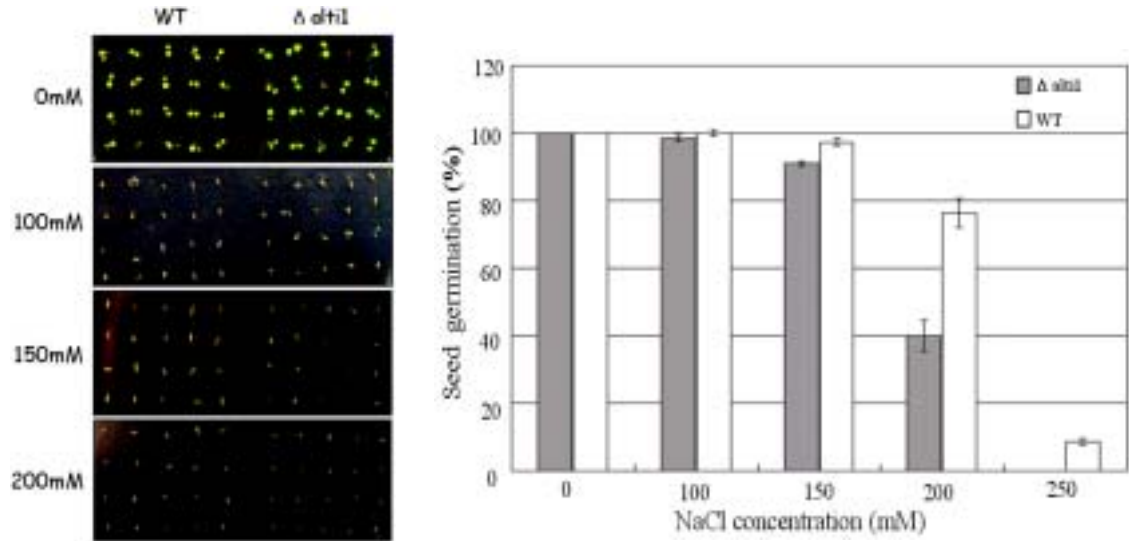 WT Δ alti1
0mM
100mM
150mM
200mM
Seed germination (%)
120
100
80
60
40
20
0
Δ alti1
WT
0 100 150 200 250
NaCl concentration (mM)